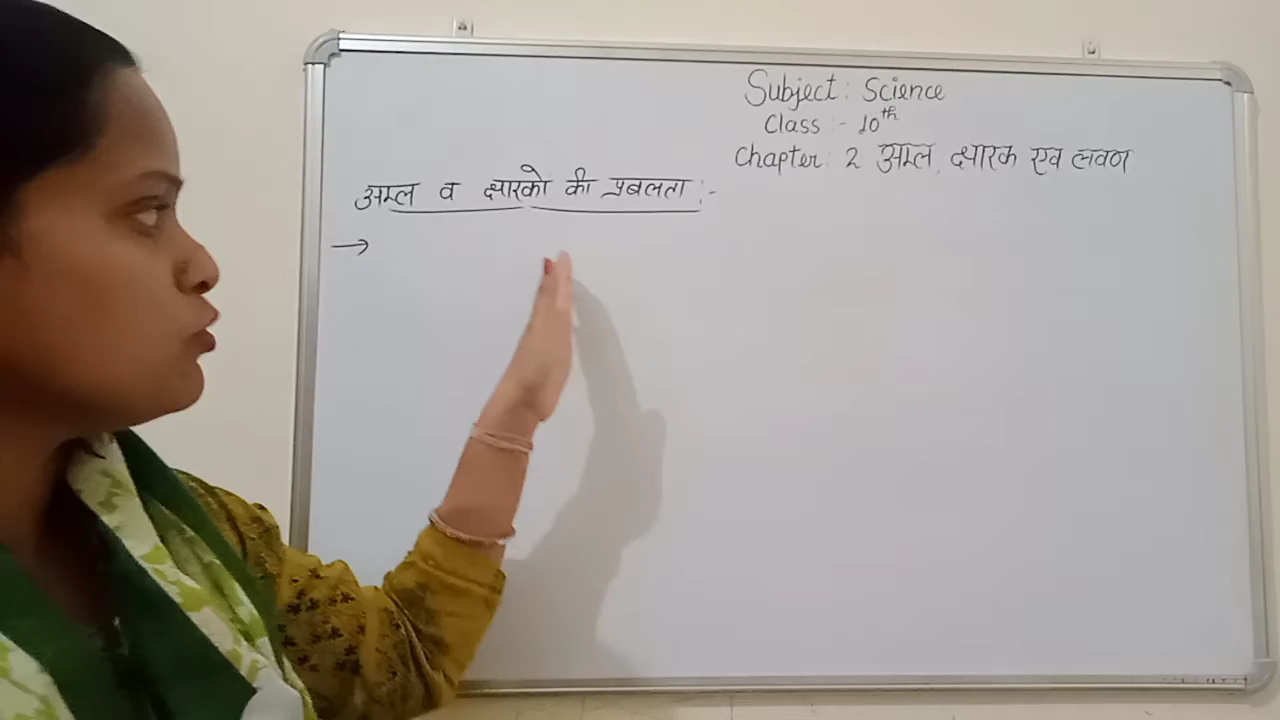 Subject: Science
Class :- 10th
Chapter: 2 अम्ल, क्षारक एव लवण
अम्ल व क्षारको की प्रबलता :-
→